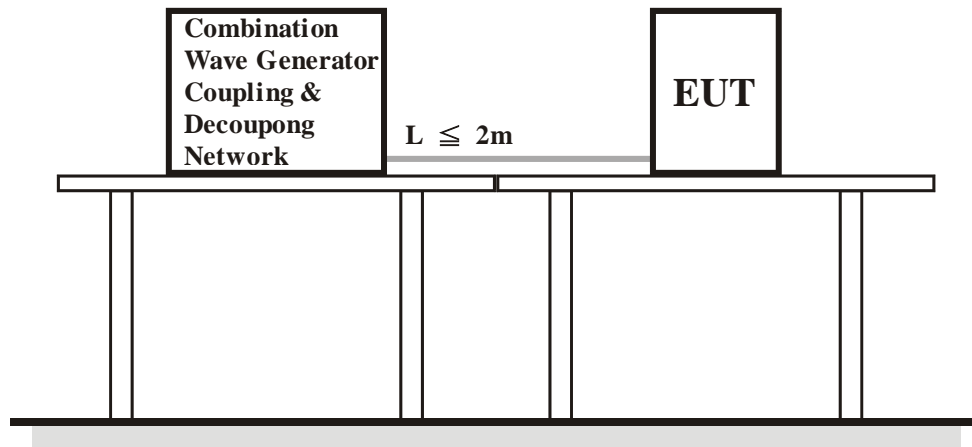 Combination
Wave Generator
Coupling &
Decoupong
Network
L ≦ 2m
EUT